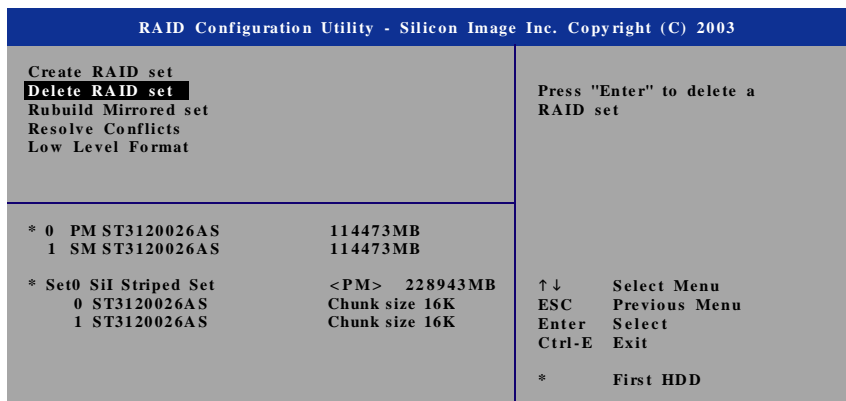 RAID Configuration Utility - Silicon Image Inc. Copyright (C) 2003
Create RAID set
Delete RAID set
Rubuild Mirrored set
Resolve Conflicts
Low Level Format
Press "Enter" to delete a
RAID set
* 0 PM ST3120026AS 114473MB
1 SM ST3120026AS 114473MB
* Set0 SiI Striped Set <PM> 228943MB
0 ST3120026AS Chunk size 16K
1 ST3120026AS Chunk size 16K
↑↓ Select Menu
ESC Previous Menu
Enter Select
Ctrl-E Exit
* First HDD